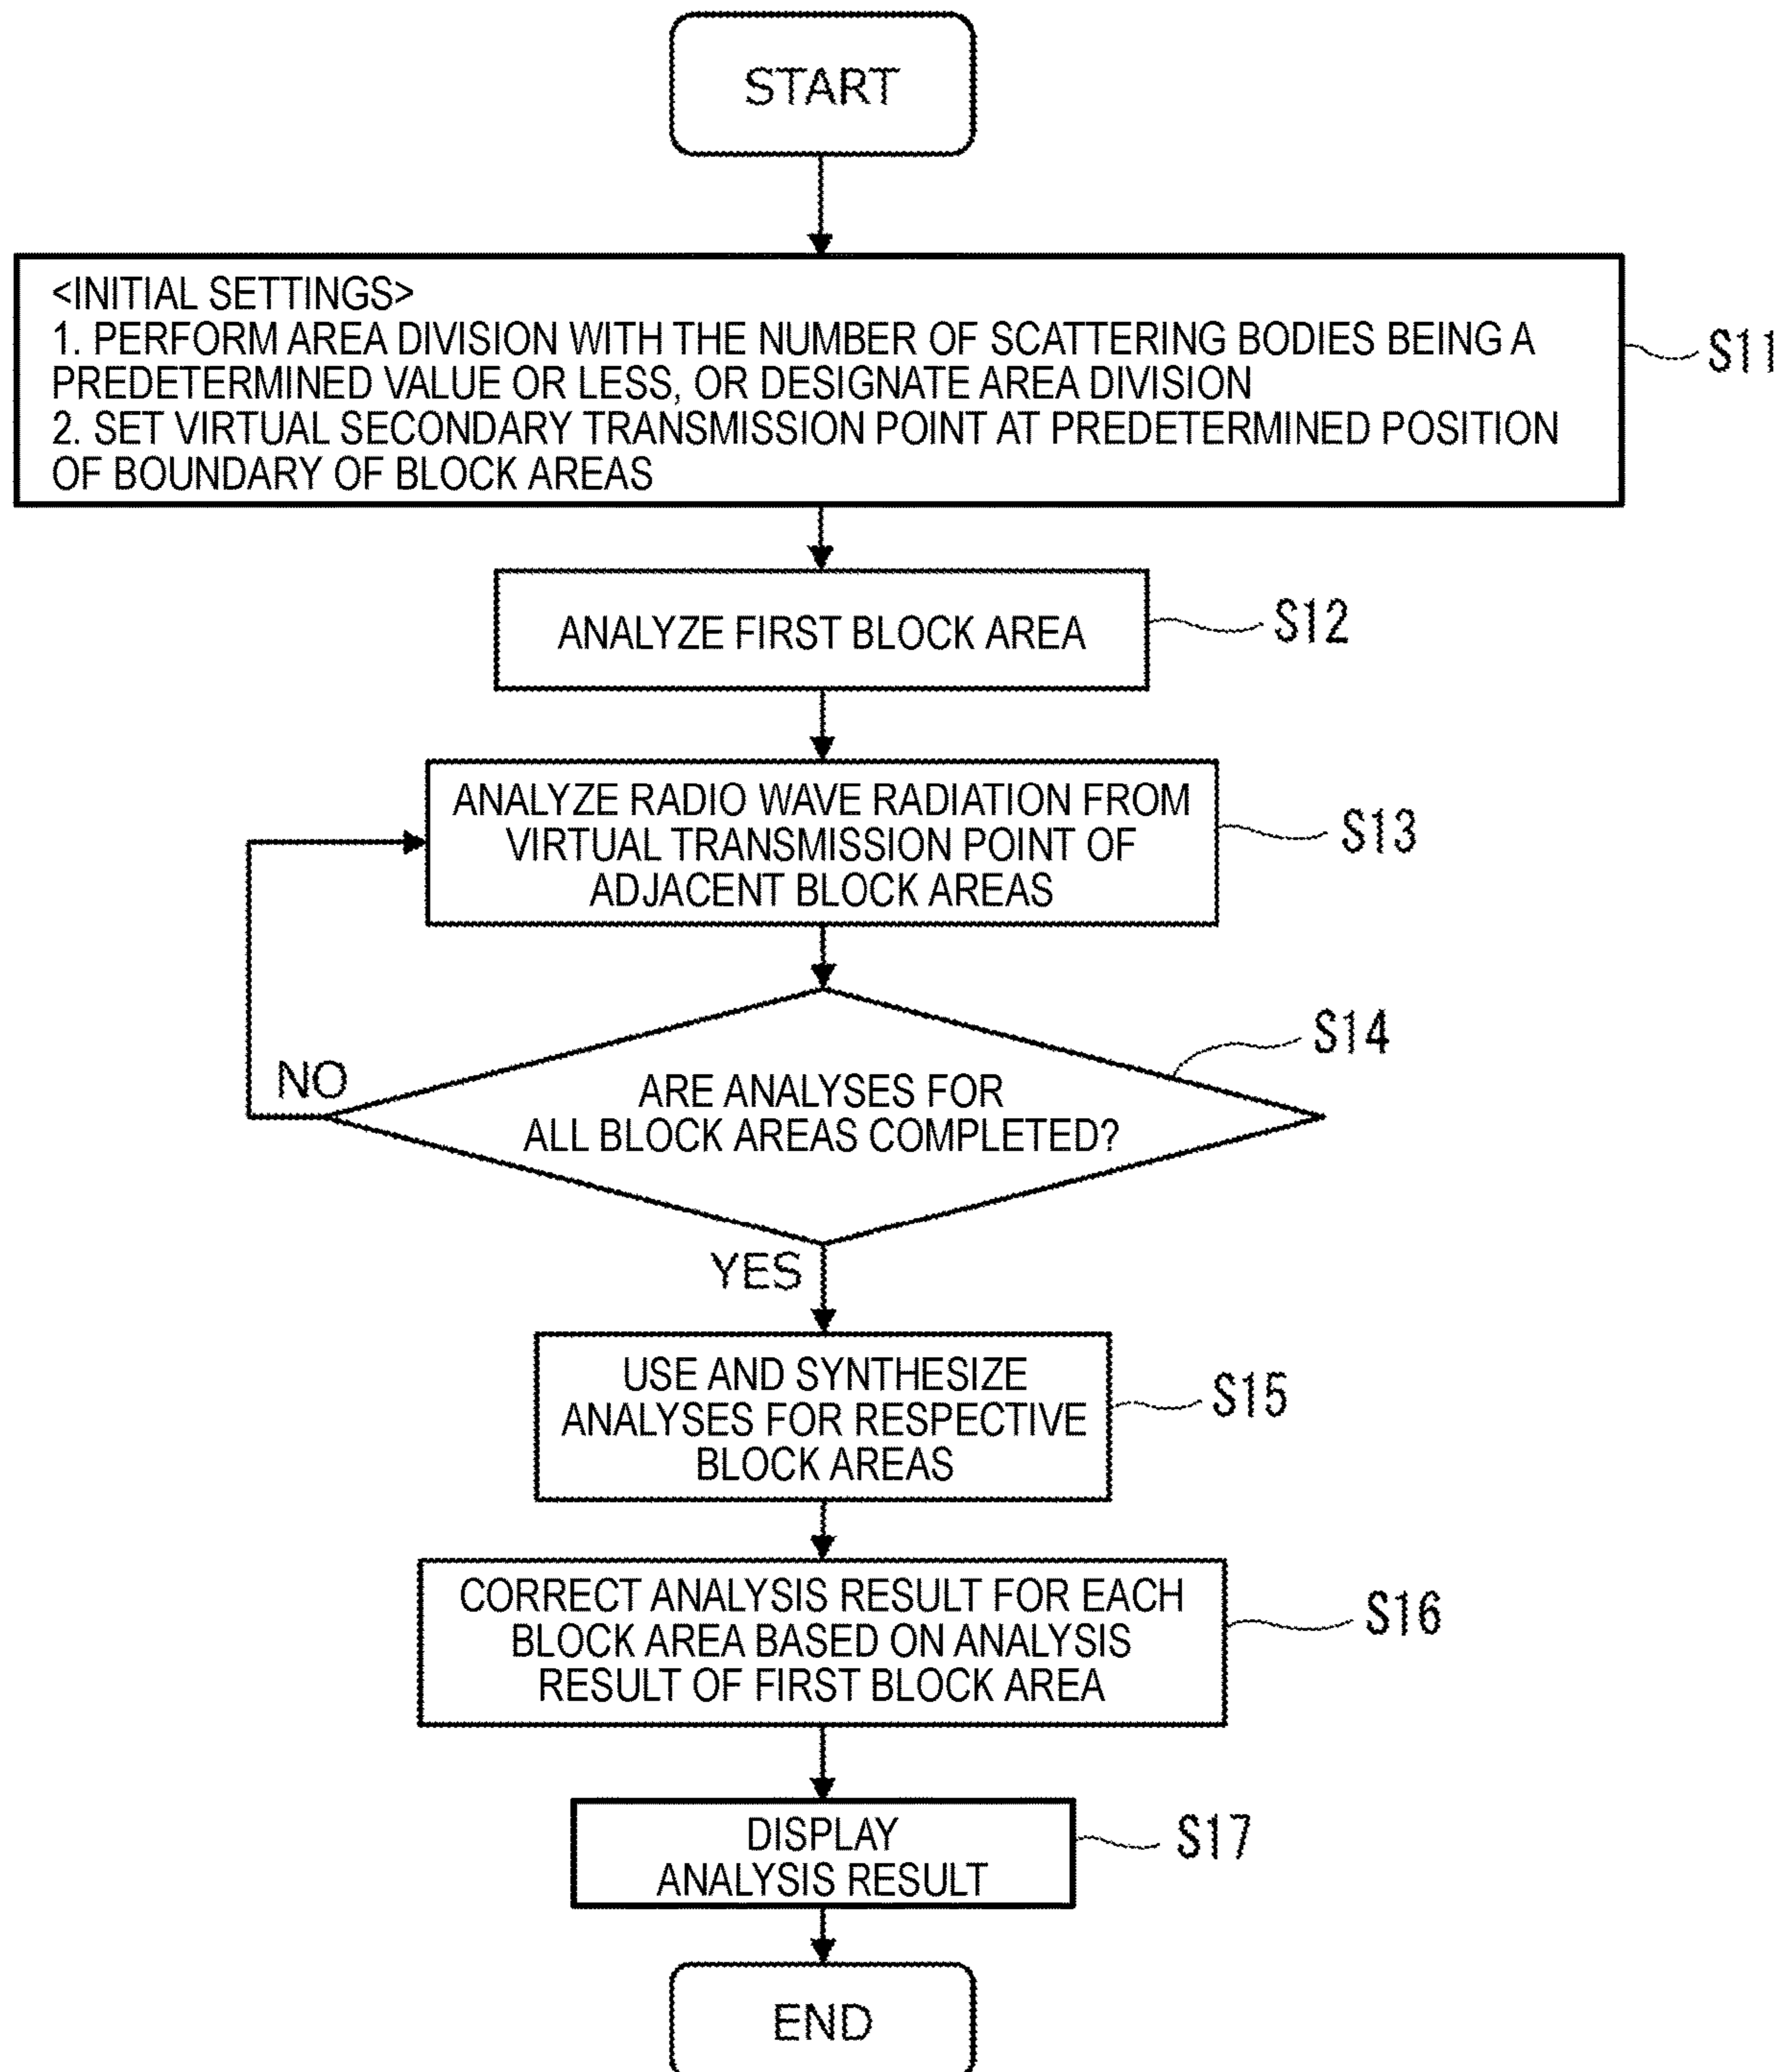 START
<INITIAL SETTINGS>
1. PERFORM AREA DIVISION WITH THE NUMBER OF SCATTERING BODIES BEING A
PREDETERMINED VALUE OR LESS, OR DESIGNATE AREA DIVISION
2. SET VIRTUAL SECONDARY TRANSMISSION POINT AT PREDETERMINED POSITION
OF BOUNDARY OF BLOCK AREAS
S11
ANALYZE FIRST BLOCK AREA
S12
ANALYZE RADIO WAVE RADIATION FROM
VIRTUAL TRANSMISSION POINT OF
ADJACENT BLOCK AREAS
S13
ARE ANALYSES FOR
ALL BLOCK AREAS COMPLETED?
S14
NO
YES
USE AND SYNTHESIZE
ANALYSES FOR RESPECTIVE
BLOCK AREAS
S15
CORRECT ANALYSIS RESULT FOR EACH
BLOCK AREA BASED ON ANALYSIS
RESULT OF FIRST BLOCK AREA
S16
DISPLAY
ANALYSIS RESULT
S17
END